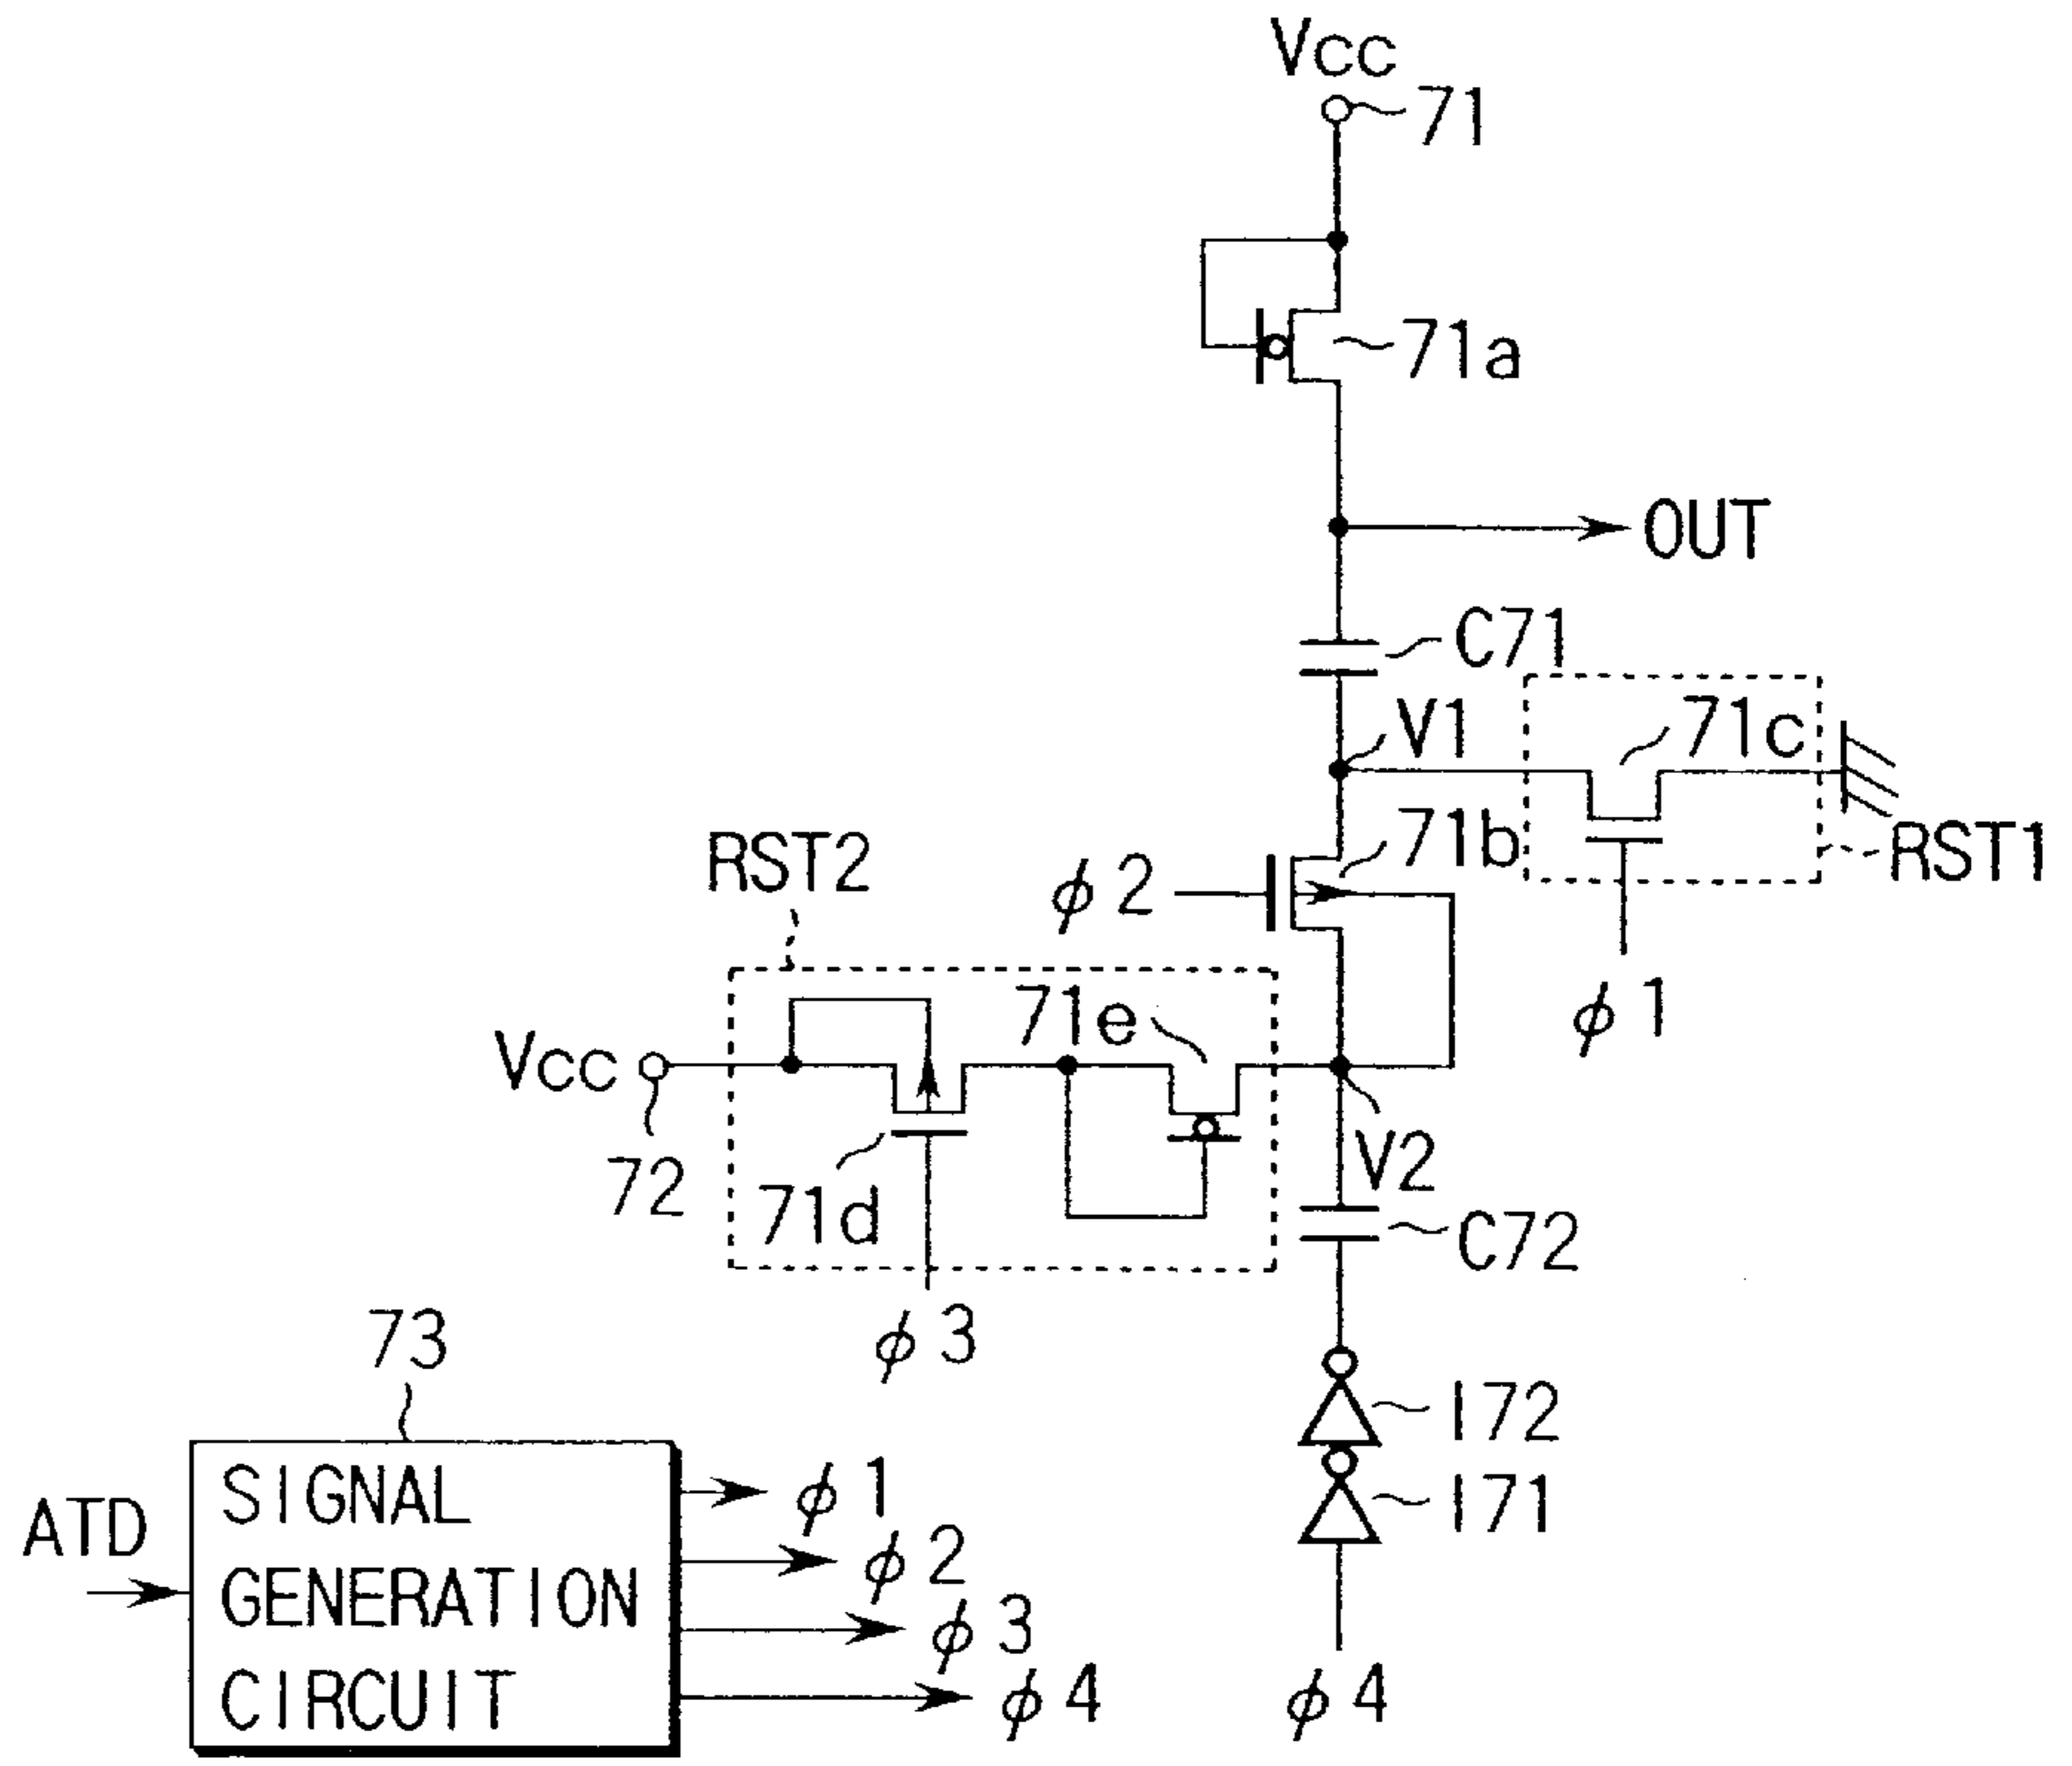 Vcc
71
71a
OUT
C71
V1
71c
71b
RST1
RST2
φ2
71e
φ1
Vcc
72
71d
V2
C72
φ3
73
I72
I71
ATD
SIGNAL
GENERATION
CIRCUIT
φ1
φ2
φ3
φ4
φ4